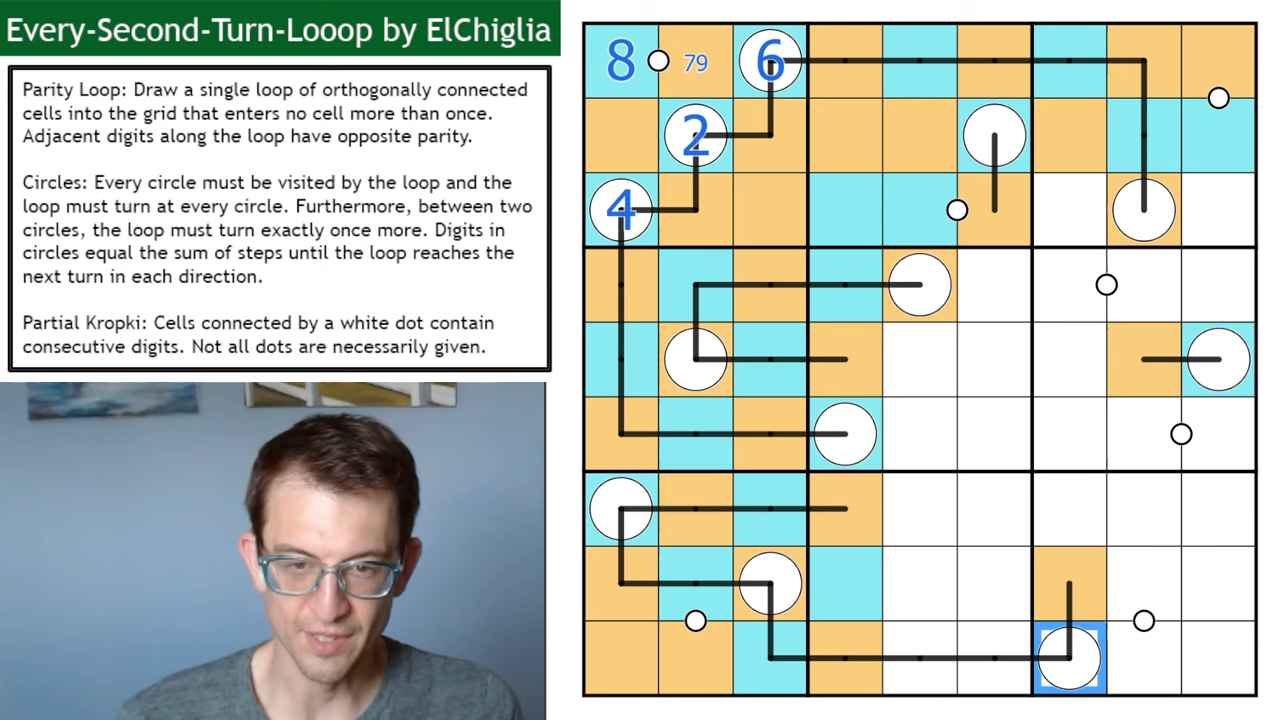 Every-Second-Turn-Looop by ElChiglia
Parity Loop: Draw a single loop of orthogonally connected
cells into the grid that enters no cell more than once.
Adjacent digits along the loop have opposite parity.
Circles: Every circle must be visited by the loop and the
loop must turn at every circle. Furthermore, between two
circles, the loop must turn exactly once more. Digits in
circles equal the sum of steps until the loop reaches the
next turn in each direction.
Partial Kropki: Cells connected by a white dot contain
consecutive digits. Not all dots are necessarily given.
8 79 6
2
4